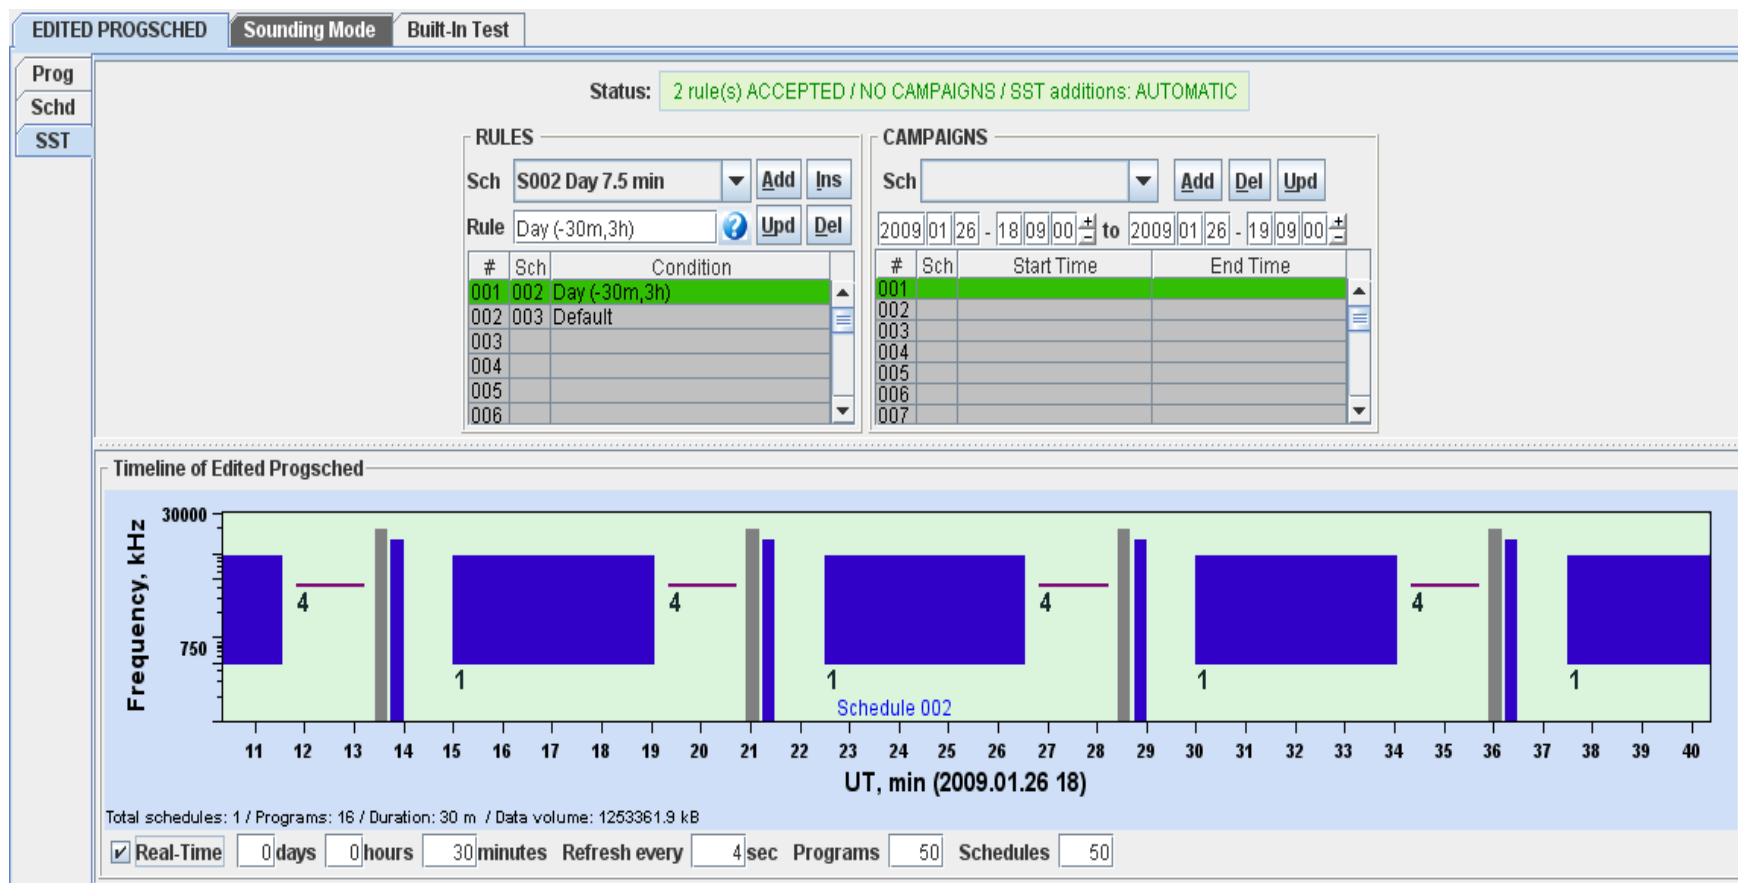 EDITED PROGSCHED Sounding Mode Built-In Test
Prog
Schd
SST
Status: 2 rule(s) ACCEPTED / NO CAMPAIGNS / SST additions: AUTOMATIC
RULES
Sch S002 Day 7.5 min Add Ins
Rule Day (-30m,3h) ? Upd Del
# Sch Condition
001 002 Day (-30m,3h)
002 003 Default
003
004
005
006
CAMPAIGNS
Sch Add Del Upd
2009 01 26 - 18 09 00 + - to 2009 01 26 - 19 09 00 + -
# Sch Start Time End Time
001
002
003
004
005
006
007
Timeline of Edited Progsched
Frequency, kHz
30000
750
4 4 4 4
1 1 1 1
Schedule 002
11 12 13 14 15 16 17 18 19 20 21 22 23 24 25 26 27 28 29 30 31 32 33 34 35 36 37 38 39 40
UT, min (2009.01.26 18)
Total schedules: 1 / Programs: 16 / Duration: 30 m / Data volume: 1253361.9 kB
Real-Time 0 days 0 hours 30 minutes Refresh every 4 sec Programs 50 Schedules 50